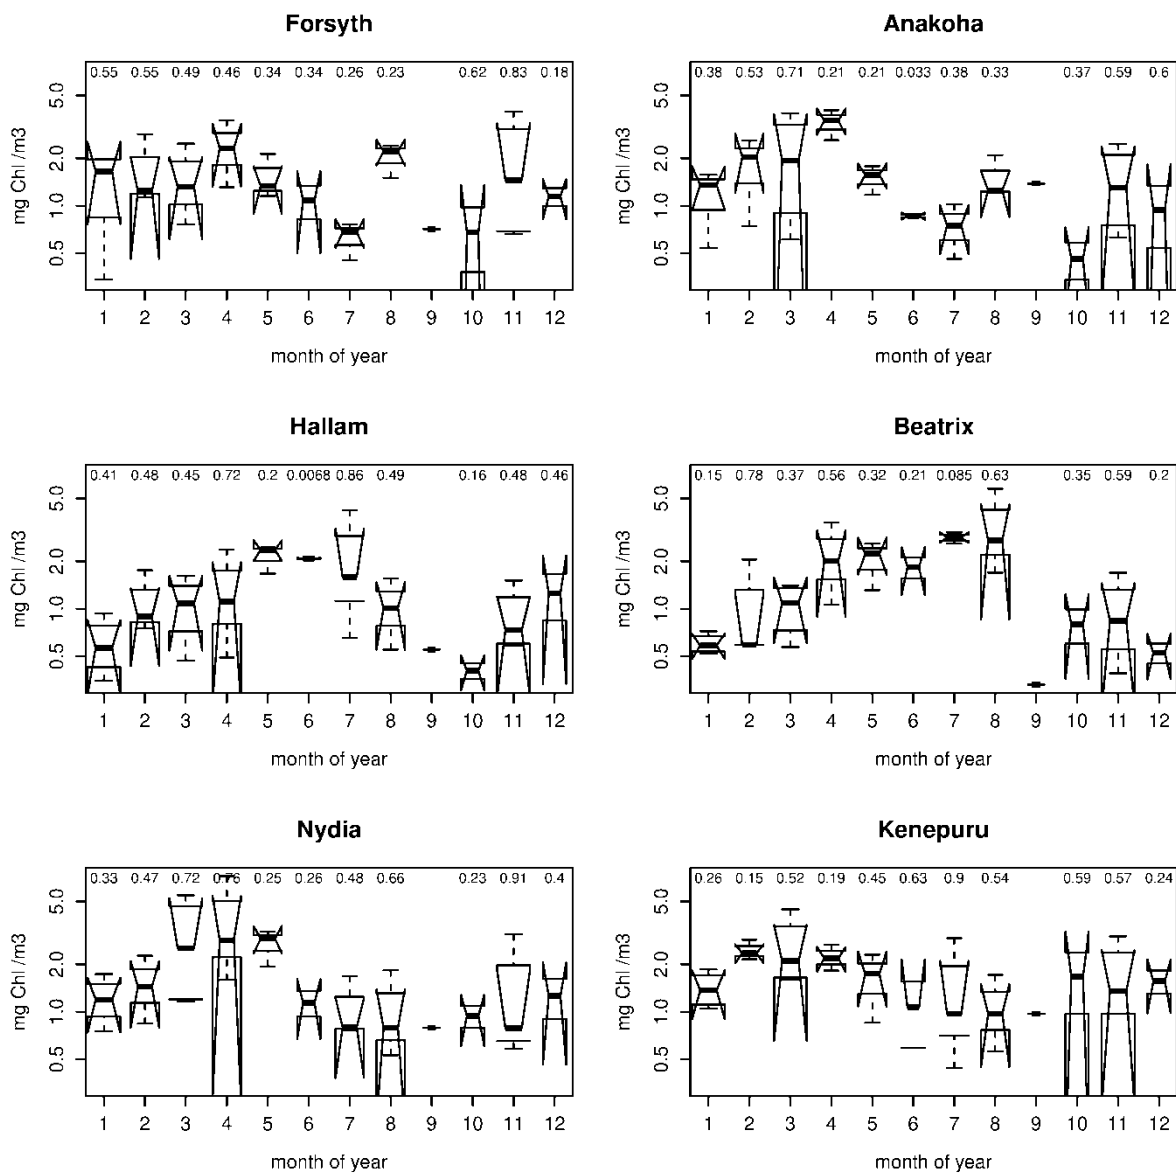 Forsyth
0.55 0.55 0.49 0.46 0.34 0.34 0.26 0.23 0.62 0.83 0.18
mg Chl /m3
5.0
2.0
1.0
0.5
1 2 3 4 5 6 7 8 9 10 11 12
month of year
Anakoha
0.38 0.53 0.71 0.21 0.21 0.033 0.38 0.33 0.37 0.59 0.6
mg Chl /m3
5.0
2.0
1.0
0.5
1 2 3 4 5 6 7 8 9 10 11 12
month of year
Hallam
0.41 0.48 0.45 0.72 0.2 0.0068 0.86 0.49 0.16 0.48 0.46
mg Chl /m3
5.0
2.0
1.0
0.5
1 2 3 4 5 6 7 8 9 10 11 12
month of year
Beatrix
0.15 0.78 0.37 0.56 0.32 0.21 0.085 0.63 0.35 0.59 0.2
mg Chl /m3
5.0
2.0
1.0
0.5
1 2 3 4 5 6 7 8 9 10 11 12
month of year
Nydia
0.33 0.47 0.72 0.25 0.26 0.48 0.66 0.23 0.91 0.4
mg Chl /m3
5.0
2.0
1.0
0.5
1 2 3 4 5 6 7 8 9 10 11 12
month of year
Kenepuru
0.26 0.15 0.52 0.19 0.45 0.63 0.9 0.54 0.59 0.57 0.24
mg Chl /m3
5.0
2.0
1.0
0.5
1 2 3 4 5 6 7 8 9 10 11 12
month of year